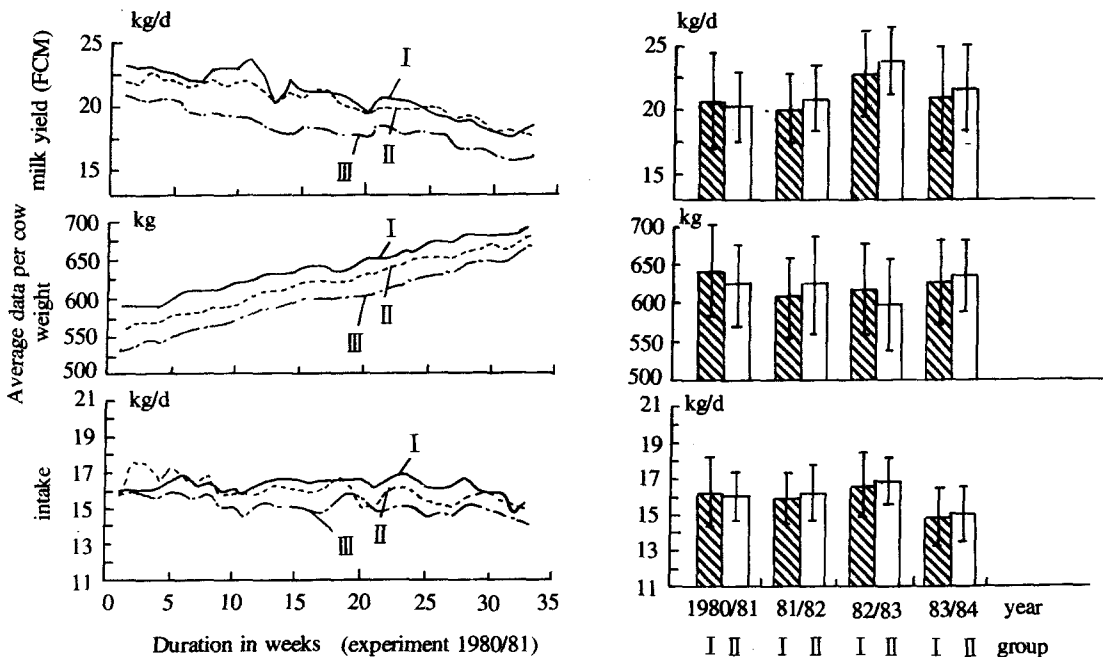 kg/d
25
20
15
milk yield (FCM)
I
II
III
kg
700
650
600
550
500
Average data per cow
weight
I
II
III
kg/d
21
19
17
15
13
11
intake
I
II
III
0 5 10 15 20 25 30 35
Duration in weeks (experiment 1980/81)
kg/d
25
20
15
kg
700
650
600
550
500
kg/d
21
19
17
15
13
11
1980/81 81/82 82/83 83/84 year
I II I II I II I II group